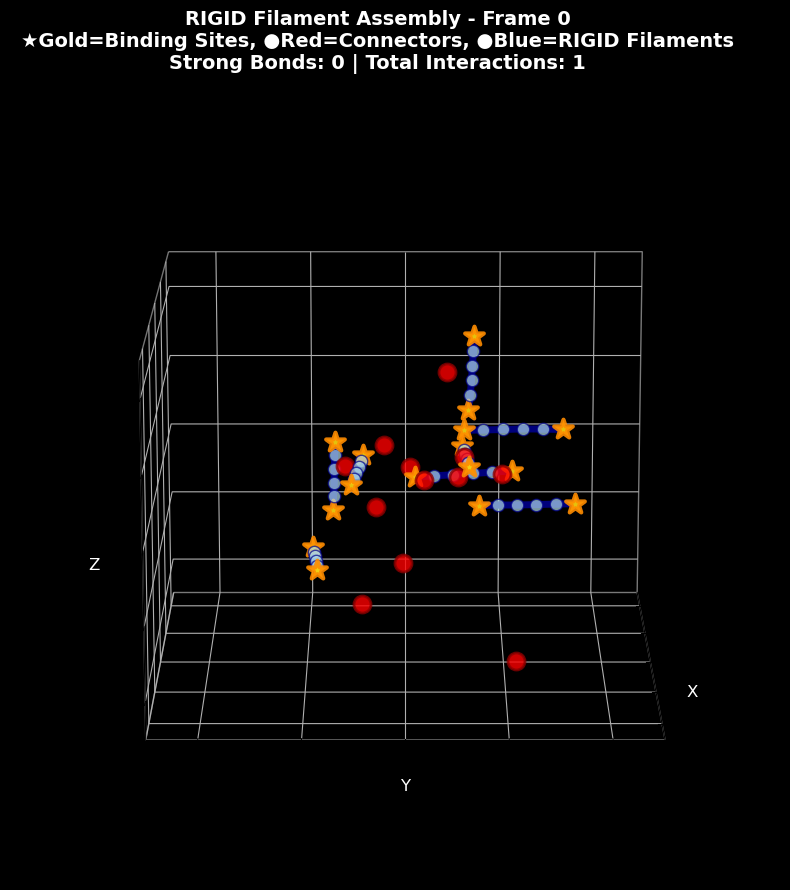 RIGID Filament Assembly - Frame 0
★Gold=Binding Sites, ●Red=Connectors, ●Blue=RIGID Filaments
Strong Bonds: 0 | Total Interactions: 1
Z
X
Y